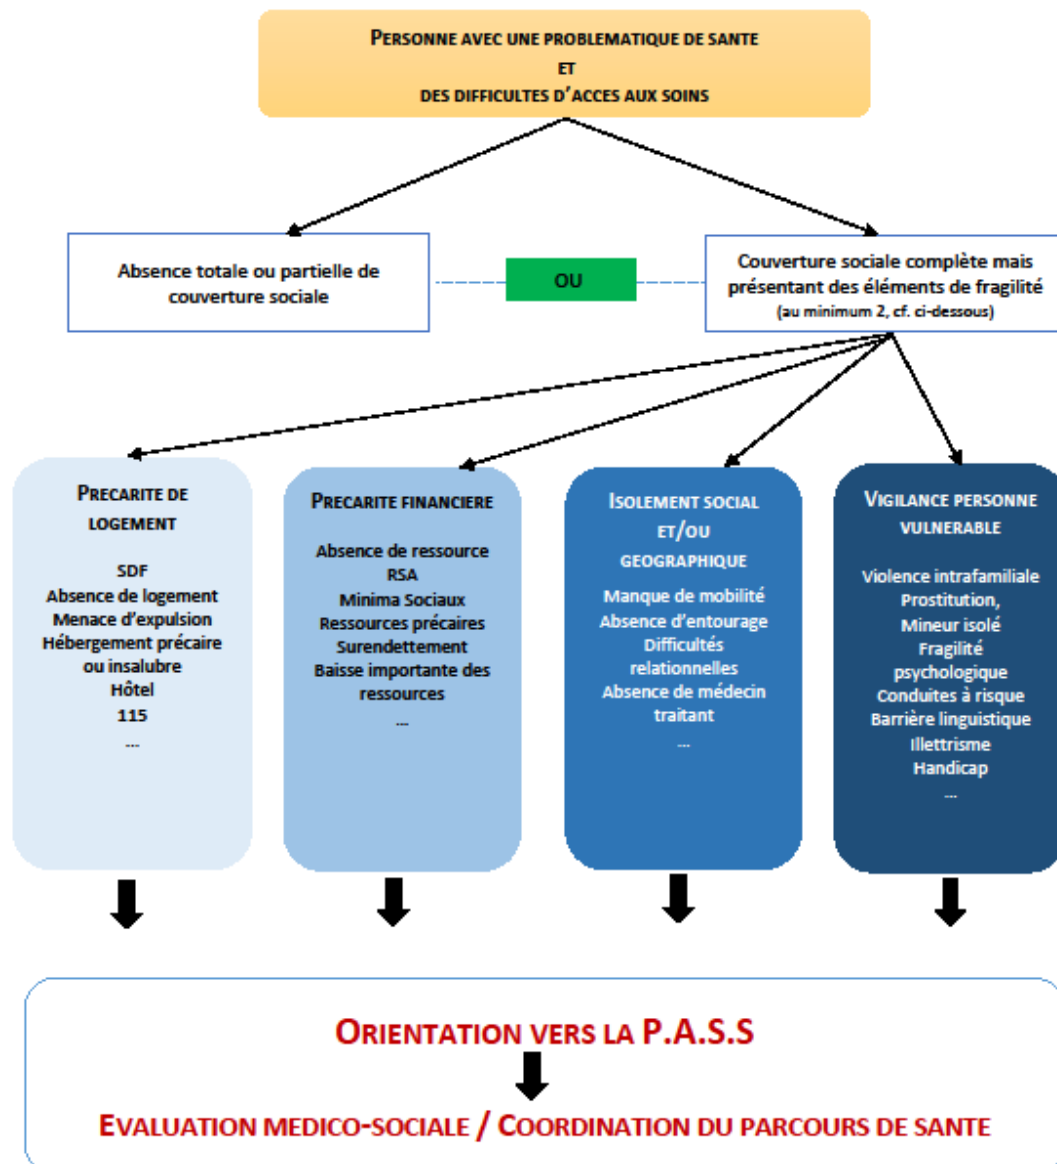 PERSONNE AVEC UNE PROBLEMATIQUE DE SANTE
ET
DES DIFFICULTES D'ACCES AUX SOINS
Absence totale ou partielle de
couverture sociale
OU
Couverture sociale complète mais
présentant des éléments de fragilité
(au minimum 2, cf. ci-dessous)
PRECARITE DE
LOGEMENT
SDF
Absence de logement
Menace d'expulsion
Hébergement précaire
ou insalubre
Hôtel
115
...
PRECARITE FINANCIERE
Absence de ressource
RSA
Minima Sociaux
Ressources précaires
Surendettement
Baisse importante des
ressources
...
ISOLEMENT SOCIAL
ET/OU
GEOGRAPHIQUE
Manque de mobilité
Absence d'entourage
Difficultés
relationnelles
Absence de médecin
traitant
...
VIGILANCE PERSONNE
VULNERABLE
Violence intrafamiliale
Prostitution,
Mineur isolé
Fragilité
psychologique
Conduites à risque
Barrière linguistique
Illettrisme
Handicap
...
ORIENTATION VERS LA P.A.S.S
EVALUATION MEDICO-SOCIALE / COORDINATION DU PARCOURS DE SANTE